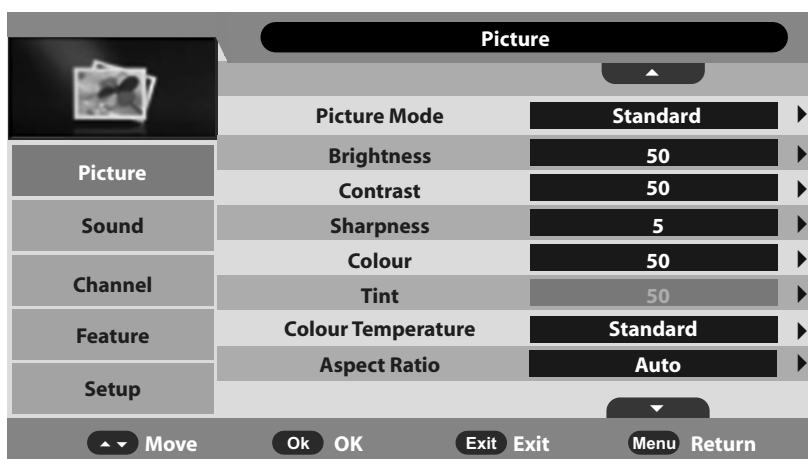 Picture
Picture Mode Standard
Brightness 50
Contrast 50
Sharpness 5
Colour 50
Tint 50
Colour Temperature Standard
Aspect Ratio Auto
Picture
Sound
Channel
Feature
Setup
Move Ok OK Exit Exit Menu Return